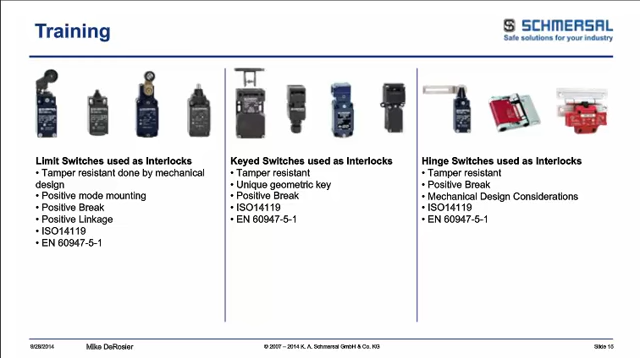 Training
SCHMERSAL
Safe solutions for your industry
Limit Switches used as Interlocks
• Tamper resistant done by mechanical
design
• Positive mode mounting
• Positive Break
• Positive Linkage
• ISO14119
• EN 60947-5-1
Keyed Switches used as Interlocks
• Tamper resistant
• Unique geometric key
• Positive Break
• ISO14119
• EN 60947-5-1
Hinge Switches used as Interlocks
• Tamper resistant
• Positive Break
• Mechanical Design Considerations
• ISO14119
• EN 60947-5-1
Mike DeRosier
© 2007 – 2014 K. A. Schmersal GmbH & Co. KG
Slide 15